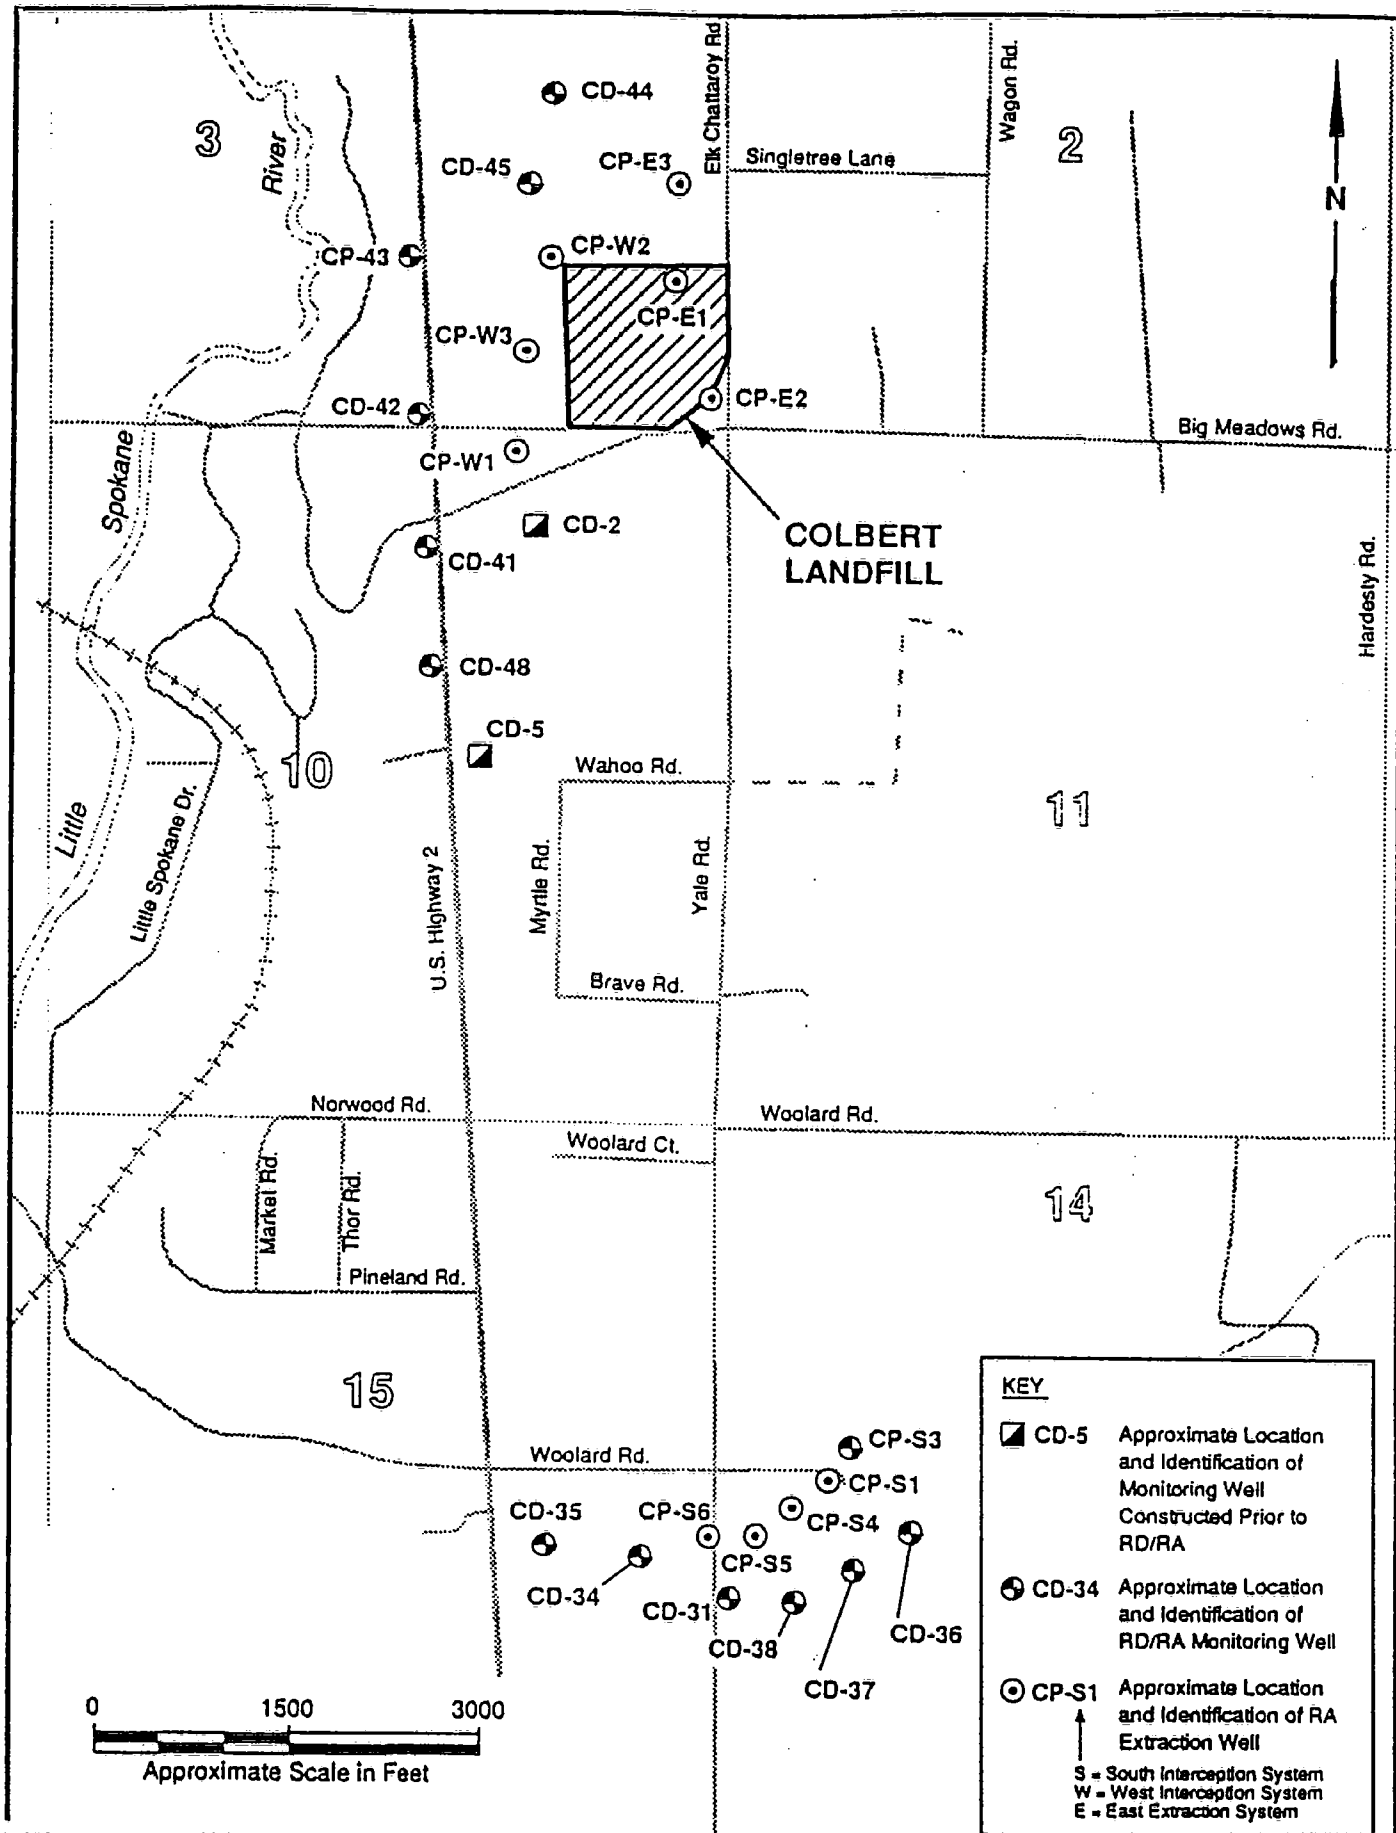 Elk Chattaroy Rd
Wagon Rd.
CD-44
3
2
River
CD-45
CP-E3
Singletree Lane
N
CP-43
CP-W2
CP-E1
CP-W3
CD-42
CP-E2
Big Meadows Rd.
CP-W1
Spokane
CD-2
COLBERT
LANDFILL
CD-41
Hardesty Rd.
CD-48
CD-5
10
Wahoo Rd.
11
Little
Little Spokane Dr.
U.S. Highway 2
Myrtle Rd.
Yale Rd.
Brave Rd.
Norwood Rd.
Woolard Rd.
Woolard Ct.
Market Rd.
Thor Rd.
14
Pineland Rd.
15
Woolard Rd.
CP-S3
CP-S1
CD-35
CP-S6
CP-S4
CP-S5
CD-34
CD-31
CD-38
CD-36
CD-37
0 1500 3000
Approximate Scale in Feet
KEY
CD-5 Approximate Location
and Identification of
Monitoring Well
Constructed Prior to
RD/RA
CD-34 Approximate Location
and Identification of
RD/RA Monitoring Well
CP-S1 Approximate Location
and Identification of RA
Extraction Well
S = South Interception System
W = West Interception System
E = East Extraction System